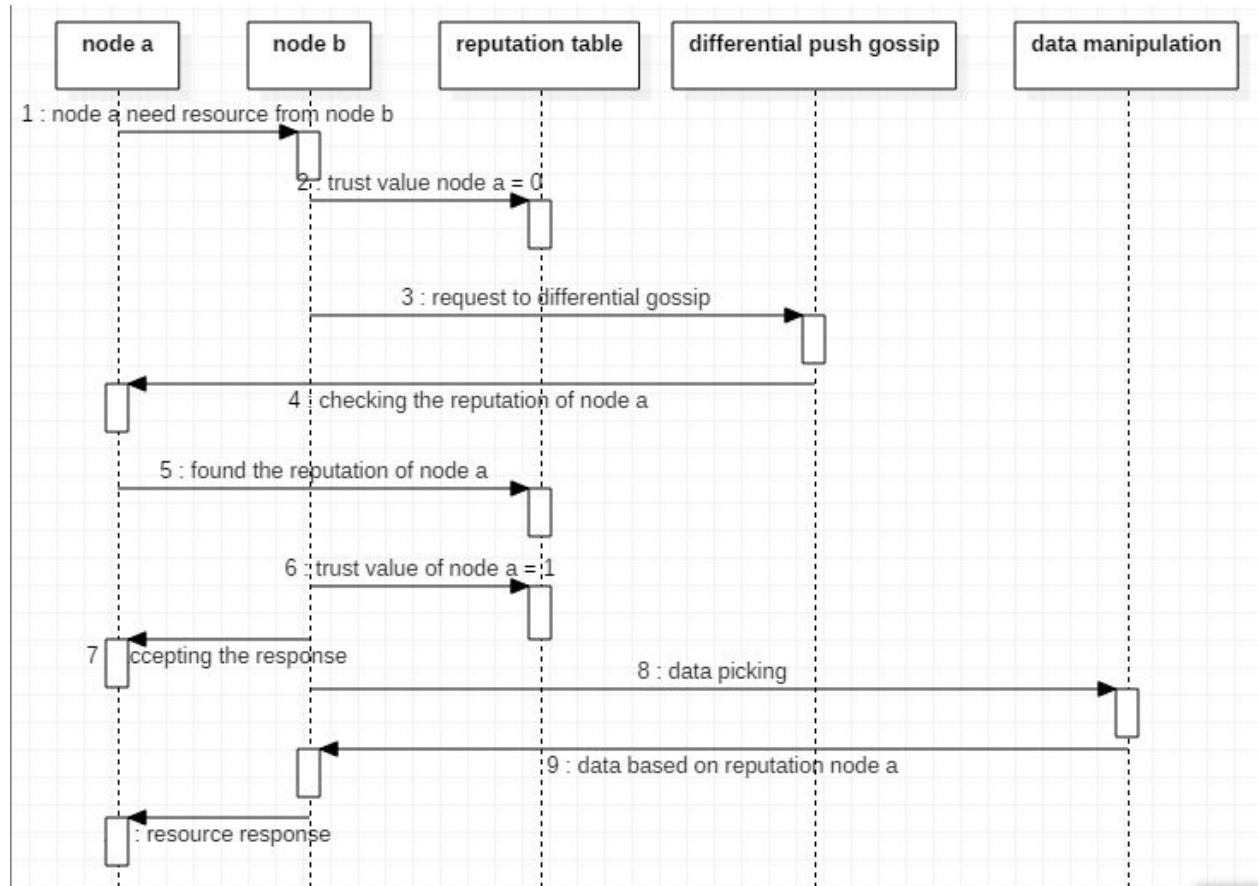 node a
node b
reputation table
differential push gossip
data manipulation
1 : node a need resource from node b
2 : trust value node a = 0
3 : request to differential gossip
4 : checking the reputation of node a
5 : found the reputation of node a
6 : trust value of node a = 1
7 ccepting the response
8 : data picking
9 : data based on reputation node a
: resource response